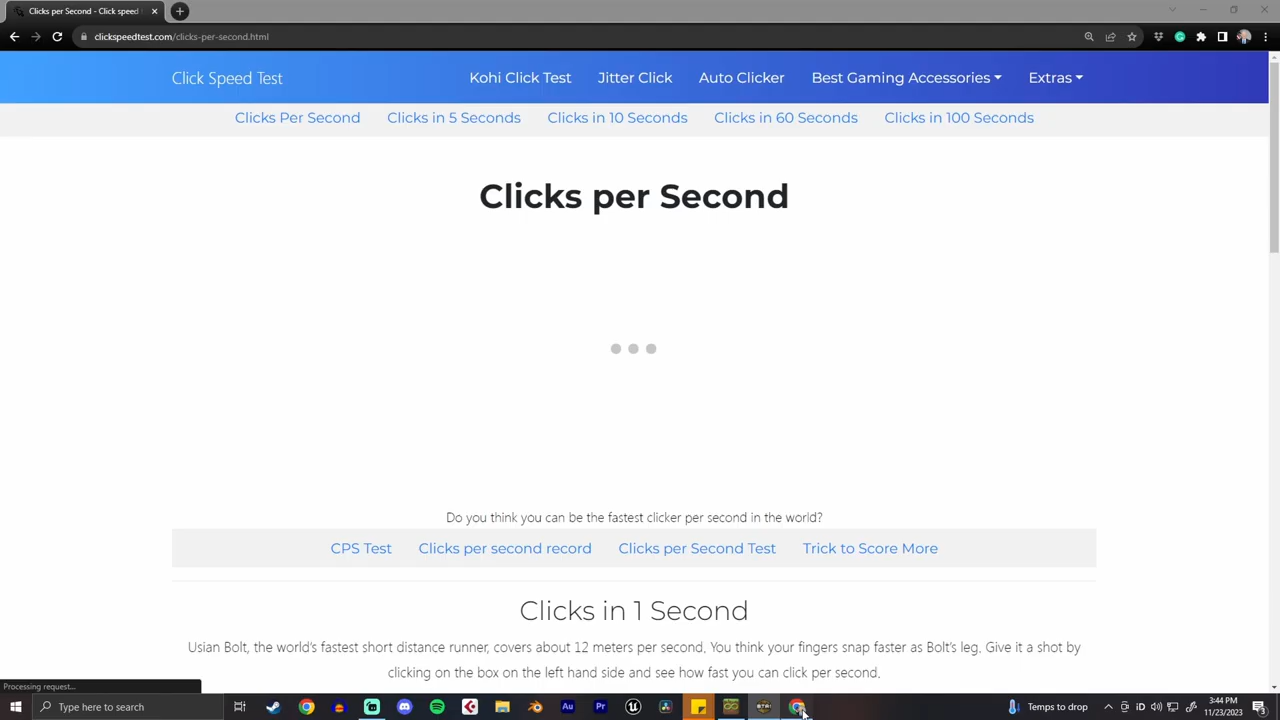 Clicks per Second - Click speed
clickspeedtest.com/clicks-per-second.html
Click Speed Test
Kohi Click Test
Jitter Click
Auto Clicker
Best Gaming Accessories
Extras
Clicks Per Second
Clicks in 5 Seconds
Clicks in 10 Seconds
Clicks in 60 Seconds
Clicks in 100 Seconds
Clicks per Second
Do you think you can be the fastest clicker per second in the world?
CPS Test
Clicks per second record
Clicks per Second Test
Trick to Score More
Clicks in 1 Second
Usian Bolt, the world's fastest short distance runner, covers about 12 meters per second. You think your fingers snap faster as Bolt's leg. Give it a shot by
clicking on the box on the left hand side and see how fast you can click per second.
Processing request...
Type here to search
Au
Pr
Temps to drop
iD
3:44 PM
11/23/2023